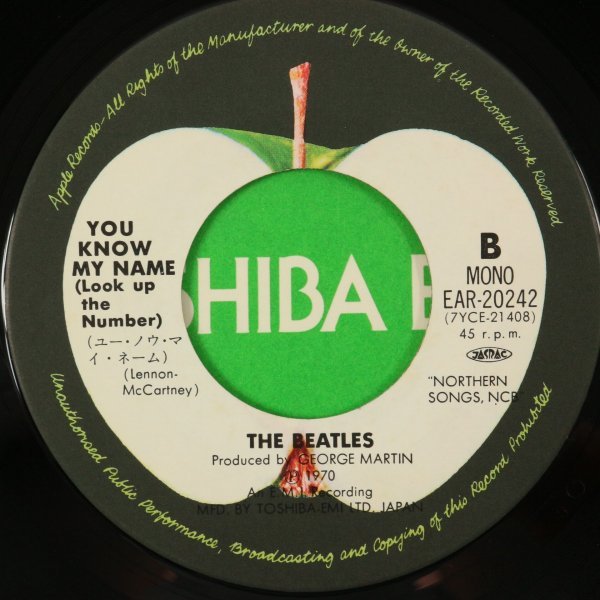 Apple Records-All Rights of the Manufacturer and of the Owner of the Recorded Work Reserved
YOU
KNOW
MY NAME
(Look up
the
Number)
(ユー・ノウ・マ
イ・ネーム)
(Lennon-
McCartney)
SHIBA E
B
MONO
EAR-20242
(7YCE-21408)
45 r.p.m.
JASRAC
"NORTHERN
SONGS, NCB"
THE BEATLES
Produced by GEORGE MARTIN
Ⓟ 1970
An E.M.I. Recording
MFD. BY TOSHIBA-EMI LTD. JAPAN
Unauthorised Public Performance, Broadcasting and Copying of this Record Prohibited